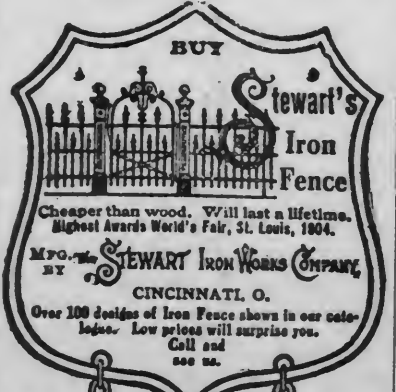 BUY
Stewart's
Iron
Fence
Cheaper than wood. Will last a lifetime.
Highest Awards World's Fair, St. Louis, 1904.
MFG. BY The STEWART IRON WORKS COMPANY,
CINCINNATI, O.
Over 100 designs of Iron Fence shown in our cata-
logue. Low prices will surprise you.
Call and
see us.